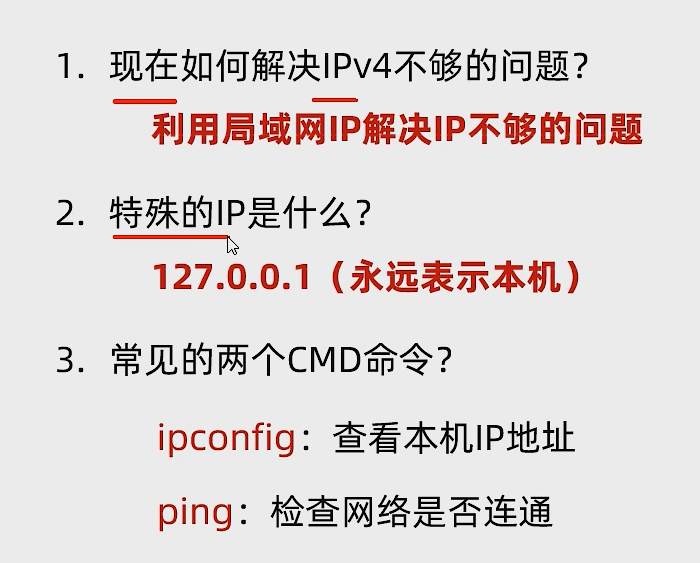 1. 现在如何解决IPv4不够的问题？
利用局域网IP解决IP不够的问题
2. 特殊的IP是什么？
127.0.0.1（永远表示本机）
3. 常见的两个CMD命令？
ipconfig：查看本机IP地址
ping：检查网络是否连通